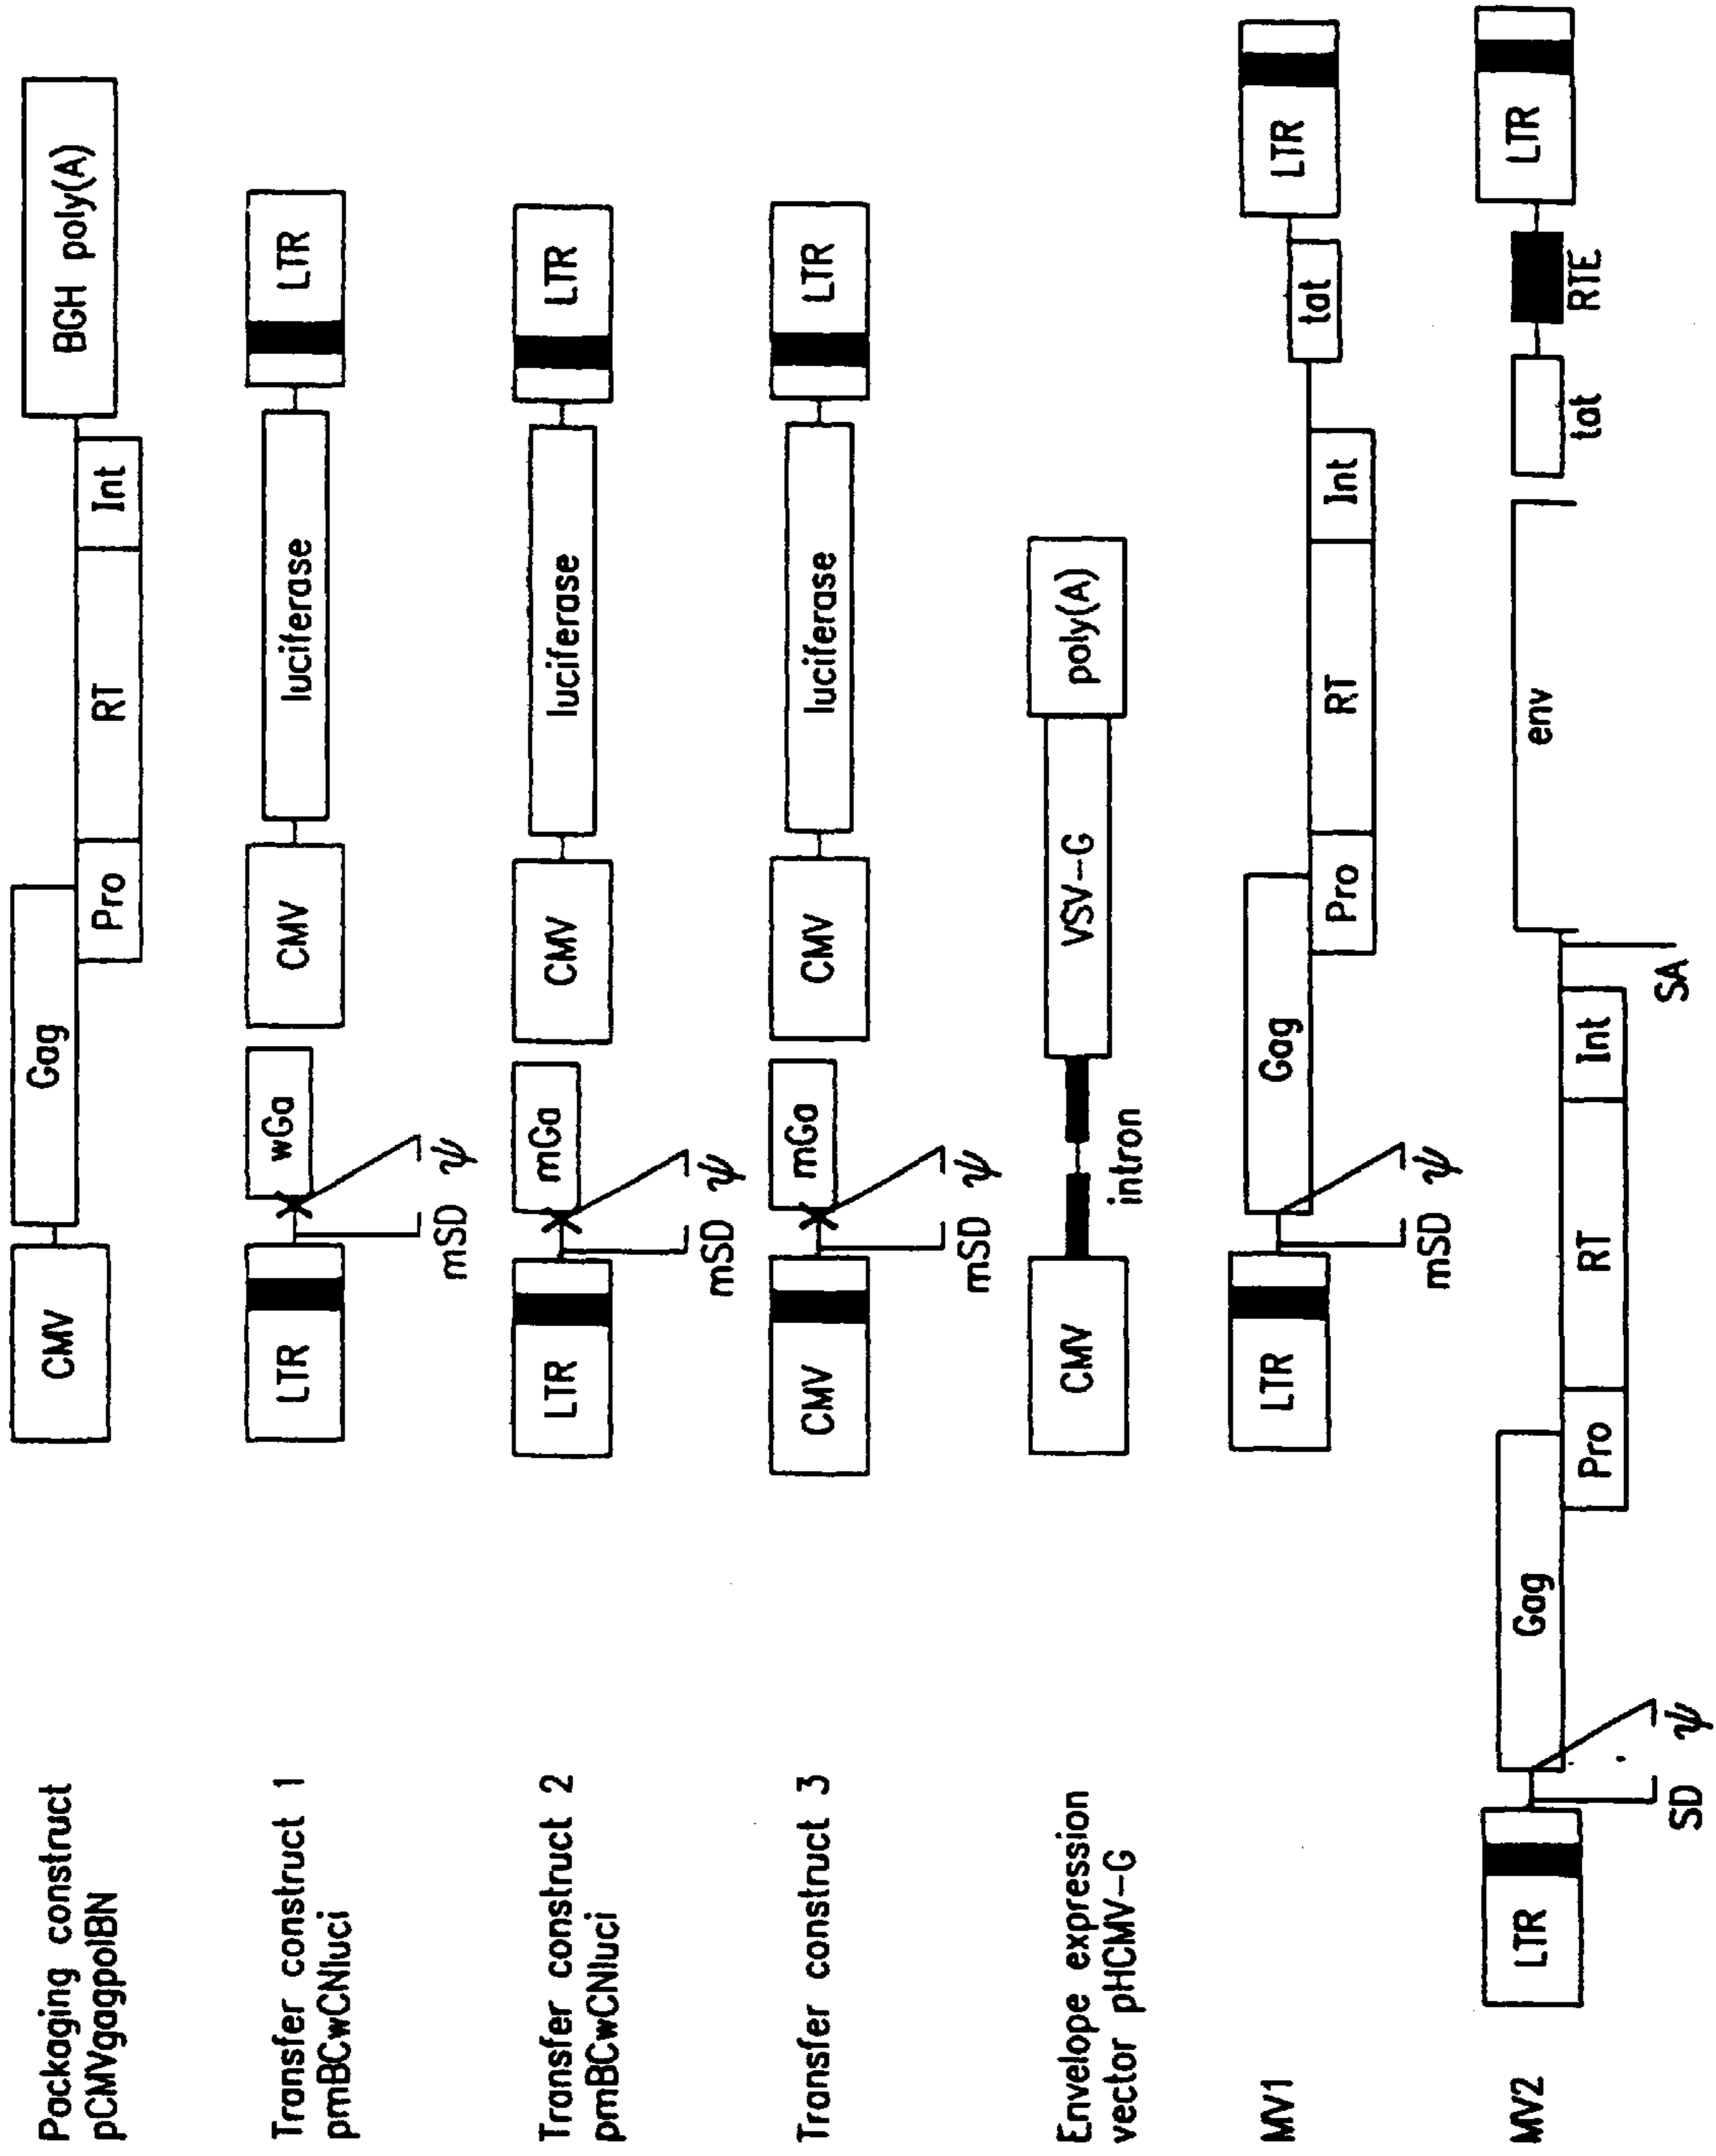 Packaging construct
pCMVgagpolBN
CMV
Gag
Pro
RT
Int
BGH poly(A)
Transfer construct 1
pmBCwCNluci
LTR
mSD
ψ
wGa
CMV
luciferase
LTR
Transfer construct 2
pmBCwCNluci
LTR
mSD
ψ
mGa
CMV
luciferase
LTR
Transfer construct 3
CMV
mSD
ψ
mGa
CMV
luciferase
LTR
Envelope expression
vector pHCMV-G
CMV
intron
VSV-G
poly(A)
MV1
LTR
mSD
ψ
Gag
Pro
RT
Int
tat
LTR
MV2
LTR
SD
ψ
Gag
Pro
RT
Int
SA
env
tat
RTE
LTR